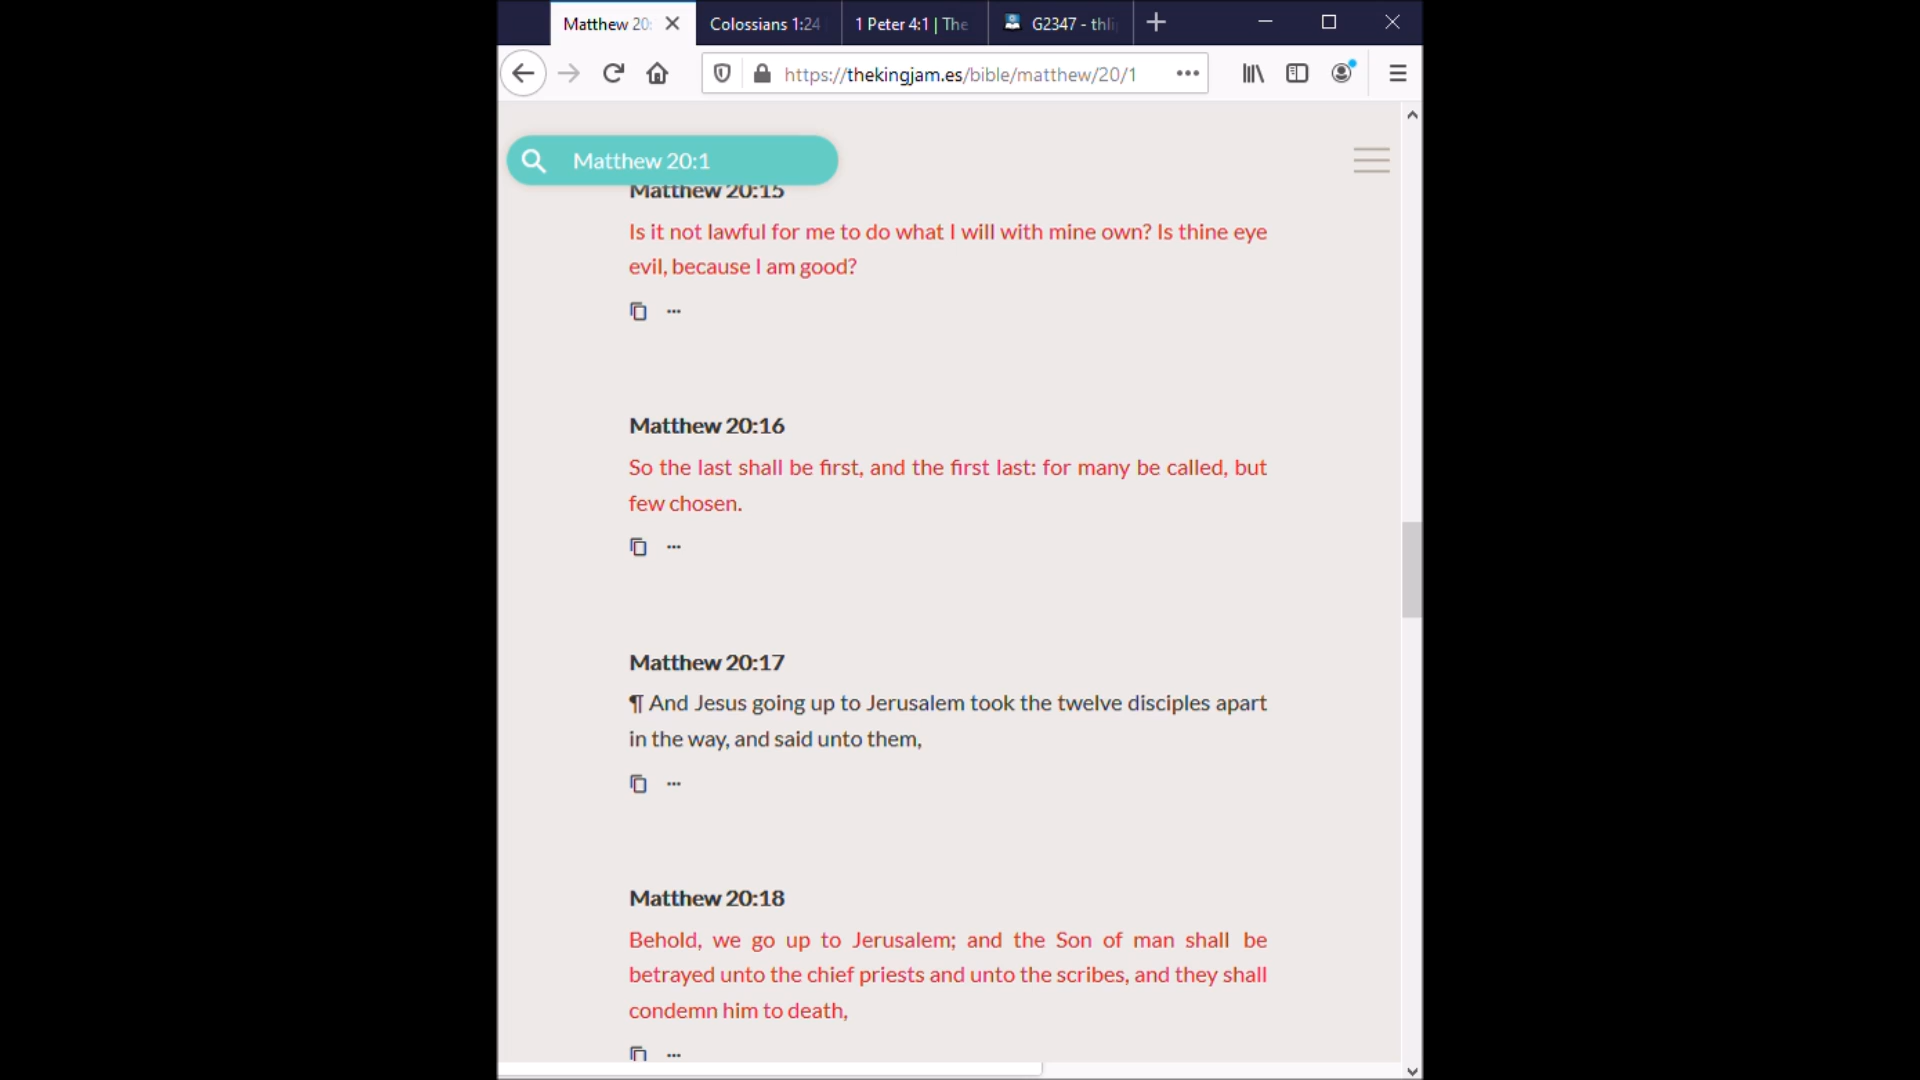 Matthew 20:
Colossians 1:24
1 Peter 4:1 | The
G2347 - thli
https://thekingjam.es/bible/matthew/20/1
Matthew 20:1
Matthew 20:15
Is it not lawful for me to do what I will with mine own? Is thine eye
evil, because I am good?
Matthew 20:16
So the last shall be first, and the first last: for many be called, but
few chosen.
Matthew 20:17
¶ And Jesus going up to Jerusalem took the twelve disciples apart
in the way, and said unto them,
Matthew 20:18
Behold, we go up to Jerusalem; and the Son of man shall be
betrayed unto the chief priests and unto the scribes, and they shall
condemn him to death,